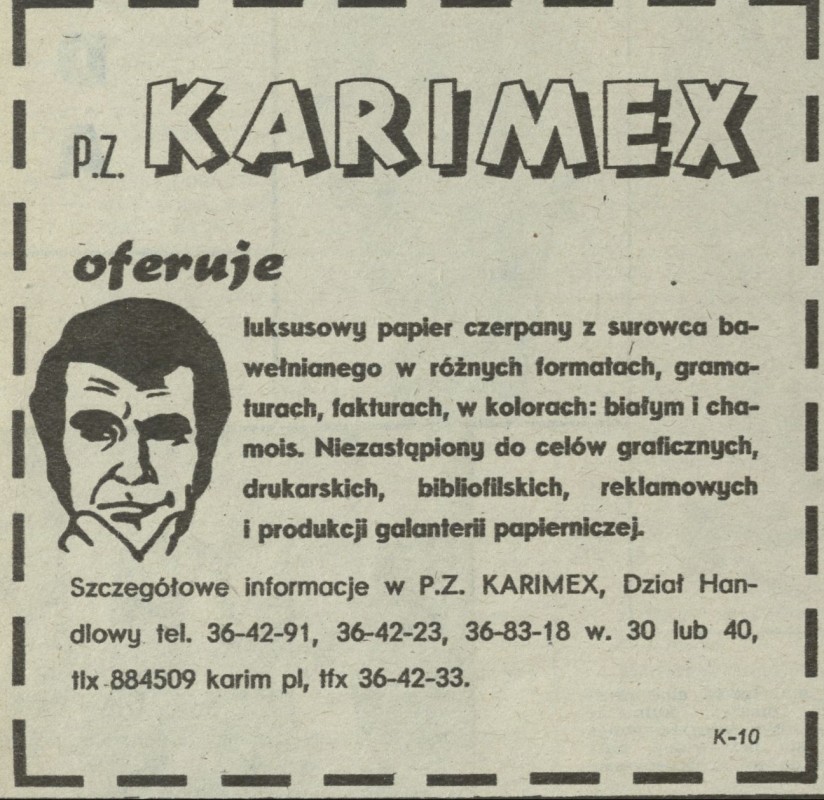 P.Z. KARIMEX
oferuje
luksusowy papier czerpany z surowca ba-
wełnianego w różnych formatach, grama-
turach, fakturach, w kolorach: białym i cha-
mois. Niezastąpiony do celów graficznych,
drukarskich, bibliofilskich, reklamowych
i produkcji galanterii papierniczej.
Szczegółowe informacje w P.Z. KARIMEX, Dział Han-
dlowy tel. 36-42-91, 36-42-23, 36-83-18 w. 30 lub 40,
tlx 884509 karim pl, tfx 36-42-33.
K-10